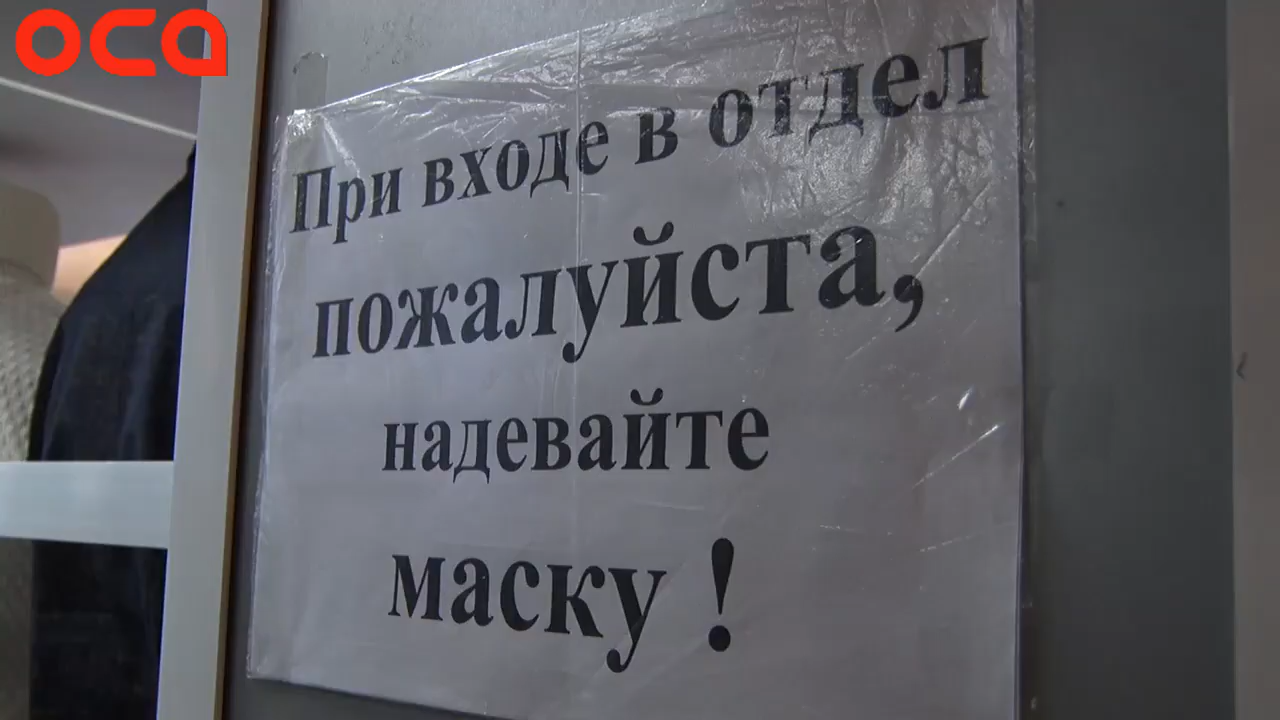 оса
При входе в отдел
пожалуйста,
надевайте
маску !